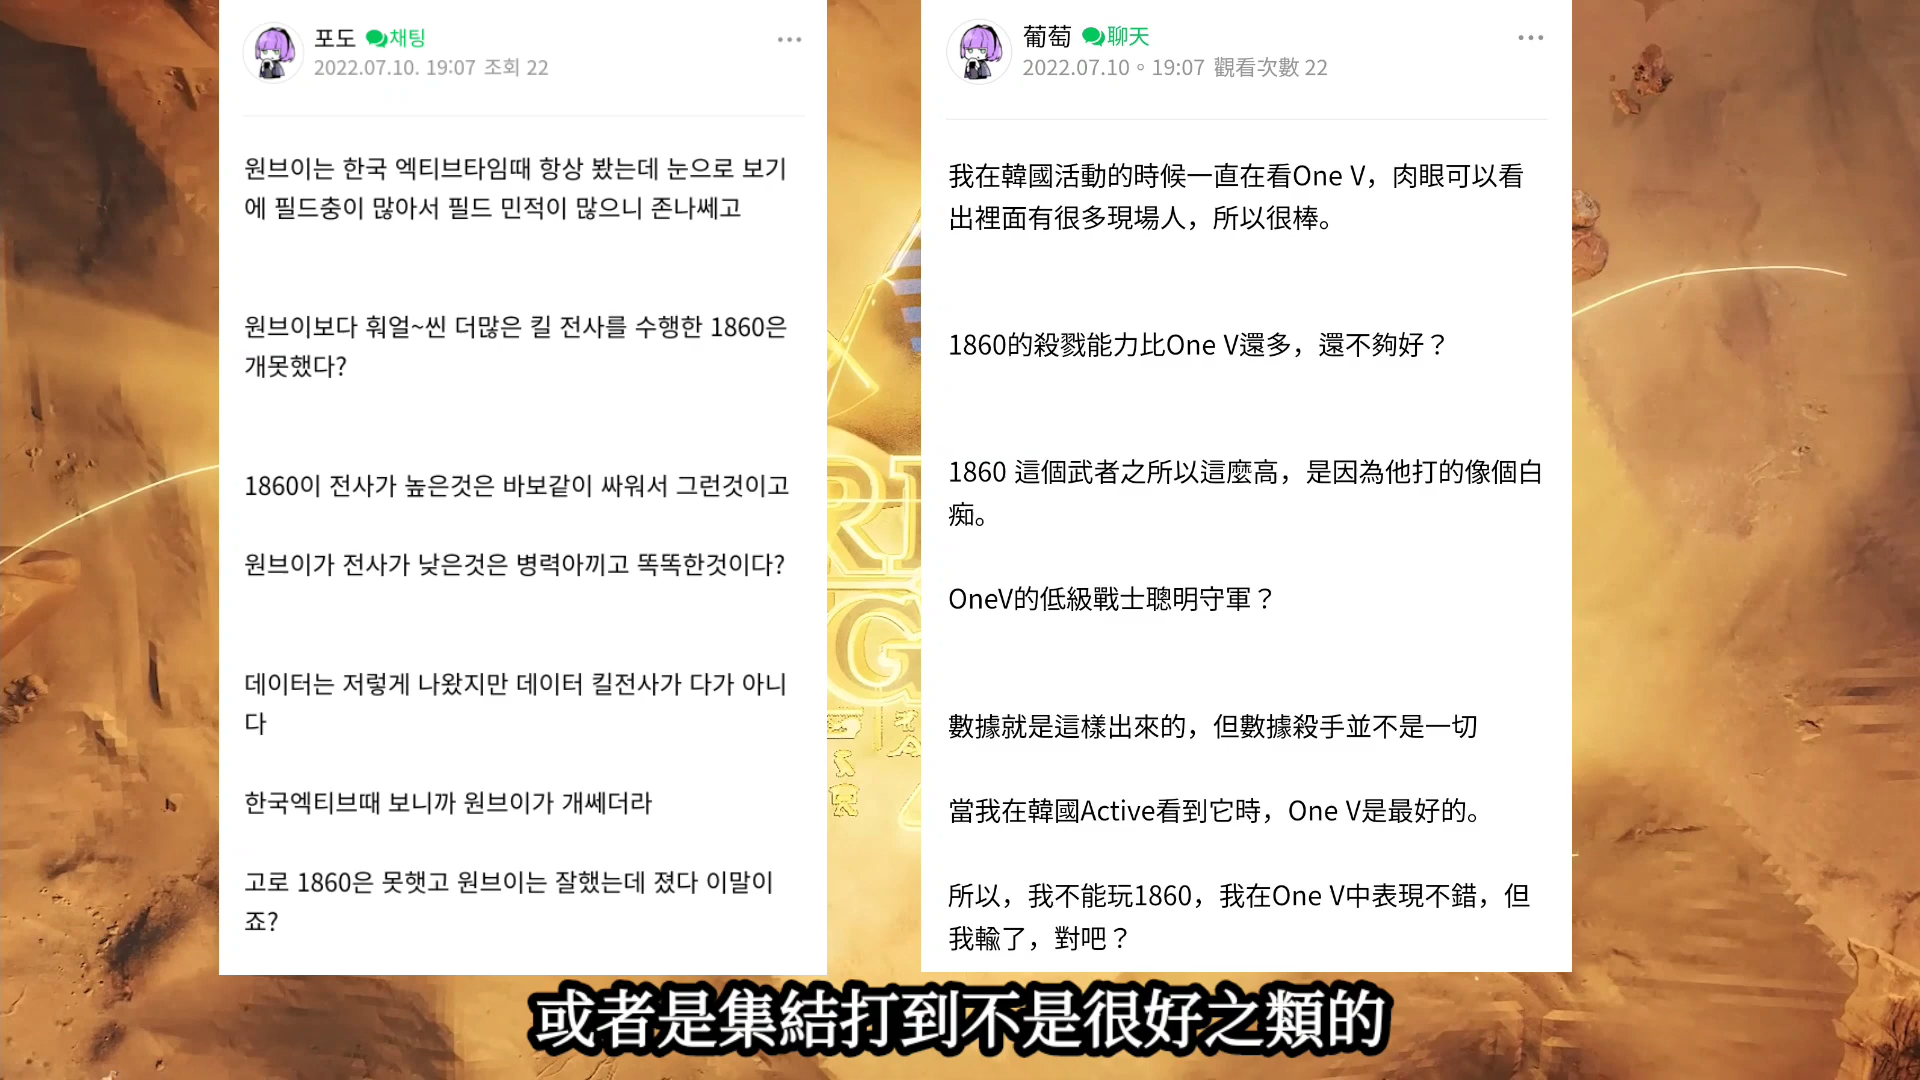 포도 채팅
2022.07.10. 19:07 조회 22
원브이는 한국 엑티브타임때 항상 봤는데 눈으로 보기
에 필드충이 많아서 필드 민적이 많으니 존나쎄고
원브이보다 훠얼~씬 더많은 킬 전사를 수행한 1860은
개못했다?
1860이 전사가 높은것은 바보같이 싸워서 그런것이고
원브이가 전사가 낮은것은 병력아끼고 똑똑한것이다?
데이터는 저렇게 나왔지만 데이터 킬전사가 다가 아니
다
한국엑티브때 보니까 원브이가 개쎄더라
고로 1860은 못햇고 원브이는 잘했는데 졌다 이말이
죠?
葡萄 聊天
2022.07.10。19:07 觀看次數 22
我在韓國活動的時候一直在看One V，肉眼可以看
出裡面有很多現場人，所以很棒。
1860的殺戮能力比One V還多，還不夠好？
1860 這個武者之所以這麼高，是因為他打的像個白
痴。
OneV的低級戰士聰明守軍？
數據就是這樣出來的，但數據殺手並不是一切
當我在韓國Active看到它時，One V是最好的。
所以，我不能玩1860，我在One V中表現不錯，但
我輸了，對吧？
或者是集結打到不是很好之類的